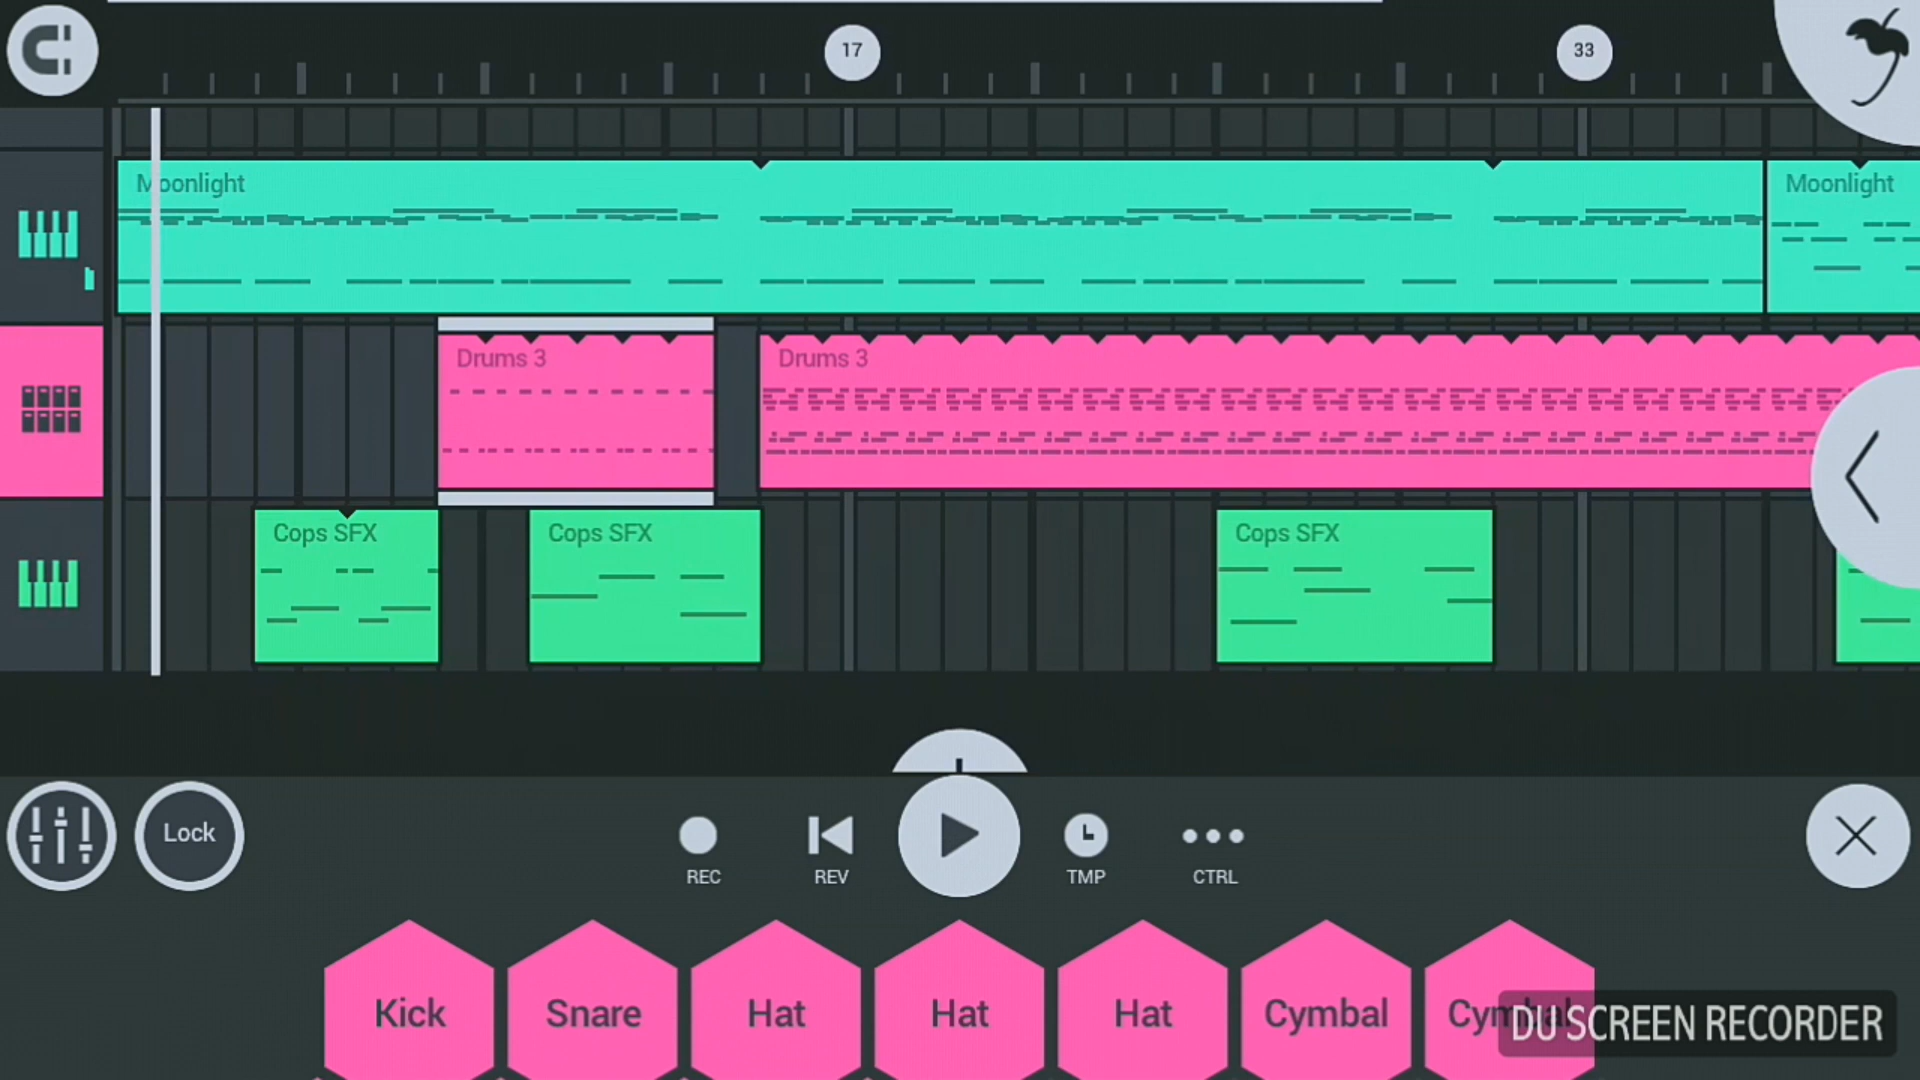 17
33
Moonlight
Moonlight
Drums 3
Drums 3
Cops SFX
Cops SFX
Cops SFX
Lock
REC
REV
TMP
CTRL
Kick
Snare
Hat
Hat
Hat
Cymbal
Cymbal
DU SCREEN RECORDER